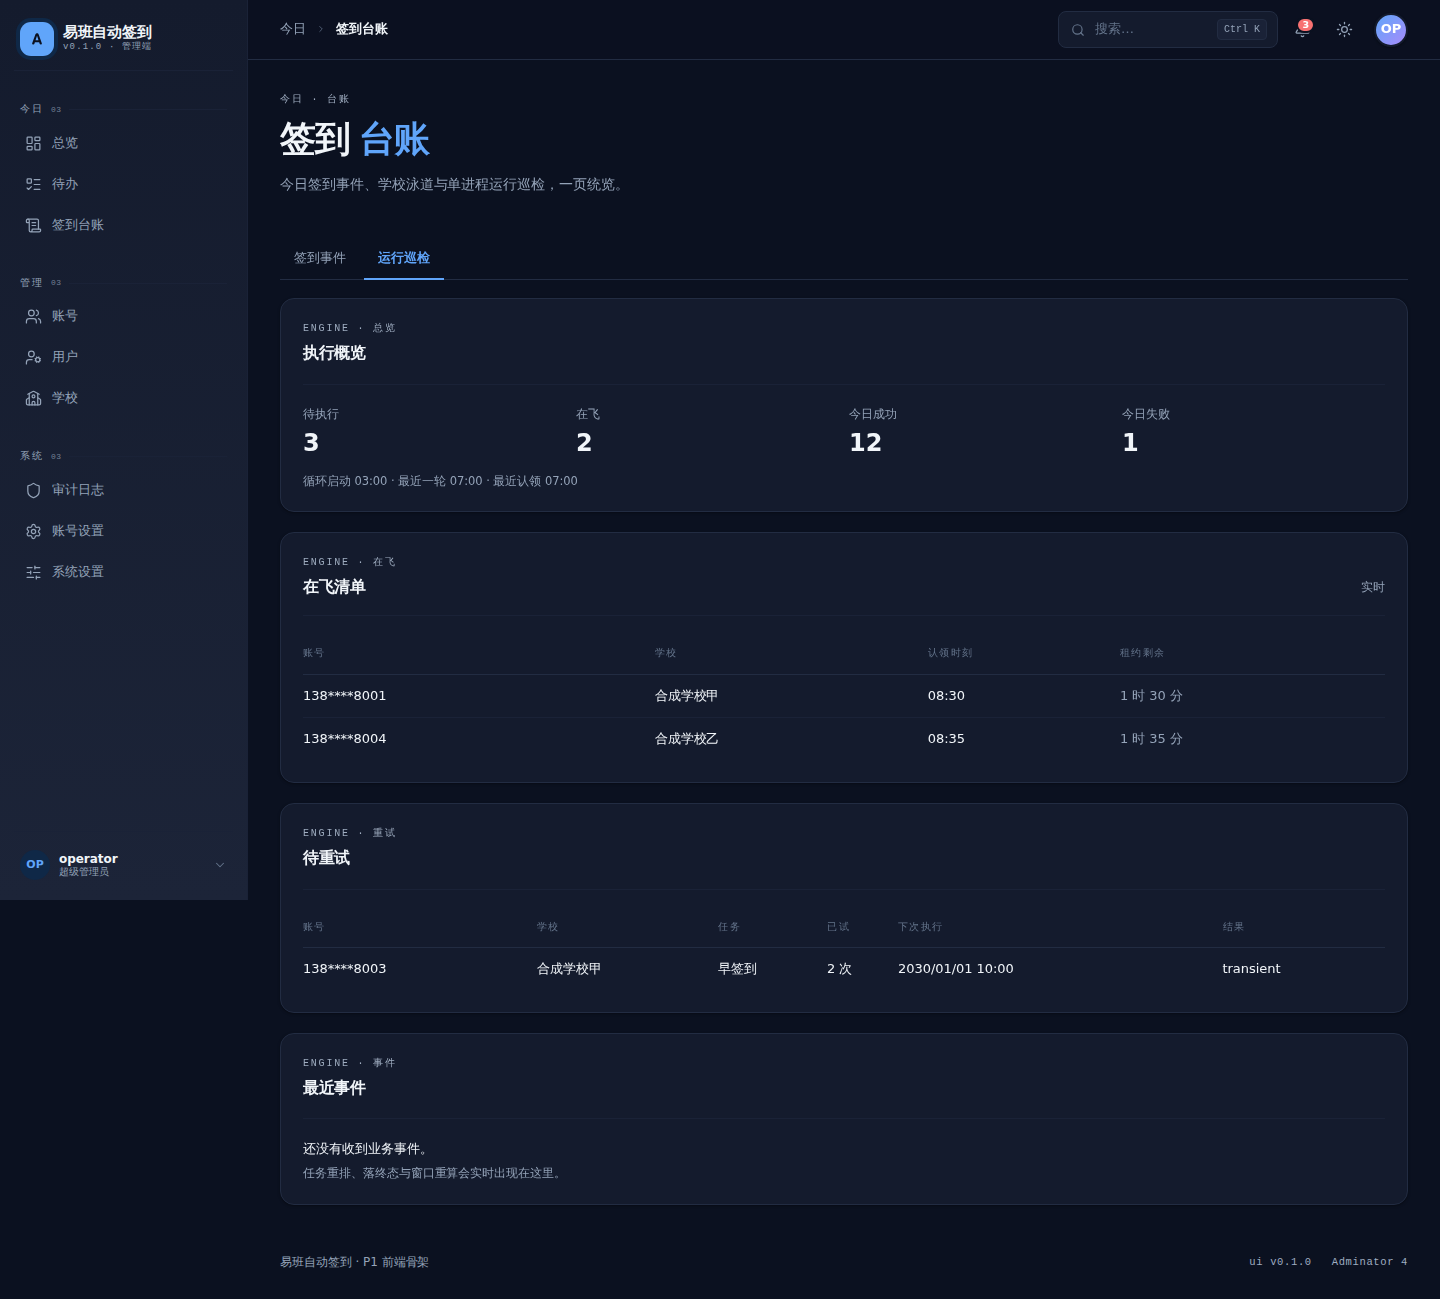 A
易班自动签到
v0.1.0 · 管理端
今日 03
总览
待办
签到台账
管理 03
账号
用户
学校
系统 03
审计日志
账号设置
系统设置
OP
operator
超级管理员
今日 › 签到台账
搜索…
Ctrl K
3
OP
今日 · 台账
签到 台账
今日签到事件、学校泳道与单进程运行巡检，一页统览。
签到事件 运行巡检
ENGINE · 总览
执行概览
待执行 在飞 今日成功 今日失败
3 2 12 1
循环启动 03:00 · 最近一轮 07:00 · 最近认领 07:00
ENGINE · 在飞
在飞清单
实时
账号 学校 认领时刻 租约剩余
138****8001 合成学校甲 08:30 1 时 30 分
138****8004 合成学校乙 08:35 1 时 35 分
ENGINE · 重试
待重试
账号 学校 任务 已试 下次执行 结果
138****8003 合成学校甲 早签到 2 次 2030/01/01 10:00 transient
ENGINE · 事件
最近事件
还没有收到业务事件。
任务重排、落终态与窗口重算会实时出现在这里。
易班自动签到 · P1 前端骨架
ui v0.1.0 Adminator 4